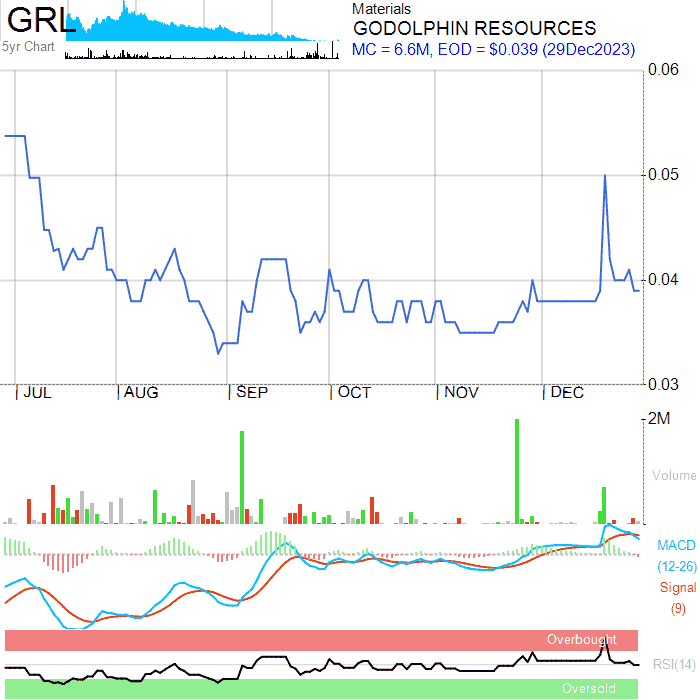 GRL
5yr Chart
Materials
GODOLPHIN RESOURCES
MC = 6.6M, EOD = $0.039 (29Dec2023)
0.06
0.05
0.04
0.03
| JUL | AUG | SEP | OCT | NOV | DEC
2M
Volume
MACD
(12-26)
Signal
(9)
Overbought
RSI(14)
Oversold